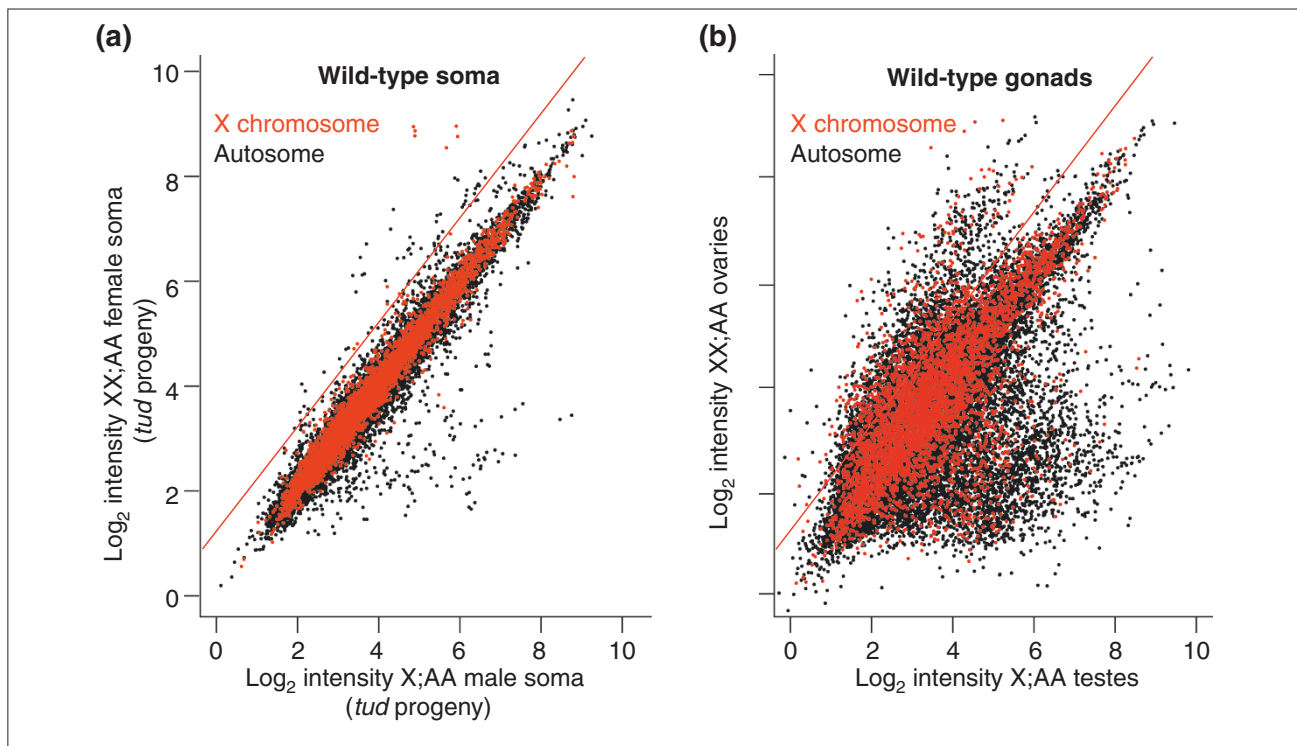 (a)
Wild-type soma
X chromosome
Autosome
10
8
6
4
2
0
Log₂ intensity XX;AA female soma
(tud progeny)
0 2 4 6 8 10
Log₂ intensity X;AA male soma
(tud progeny)
(b)
Wild-type gonads
X chromosome
Autosome
Log₂ intensity XX;AA ovaries
0 2 4 6 8 10
Log₂ intensity X;AA testes